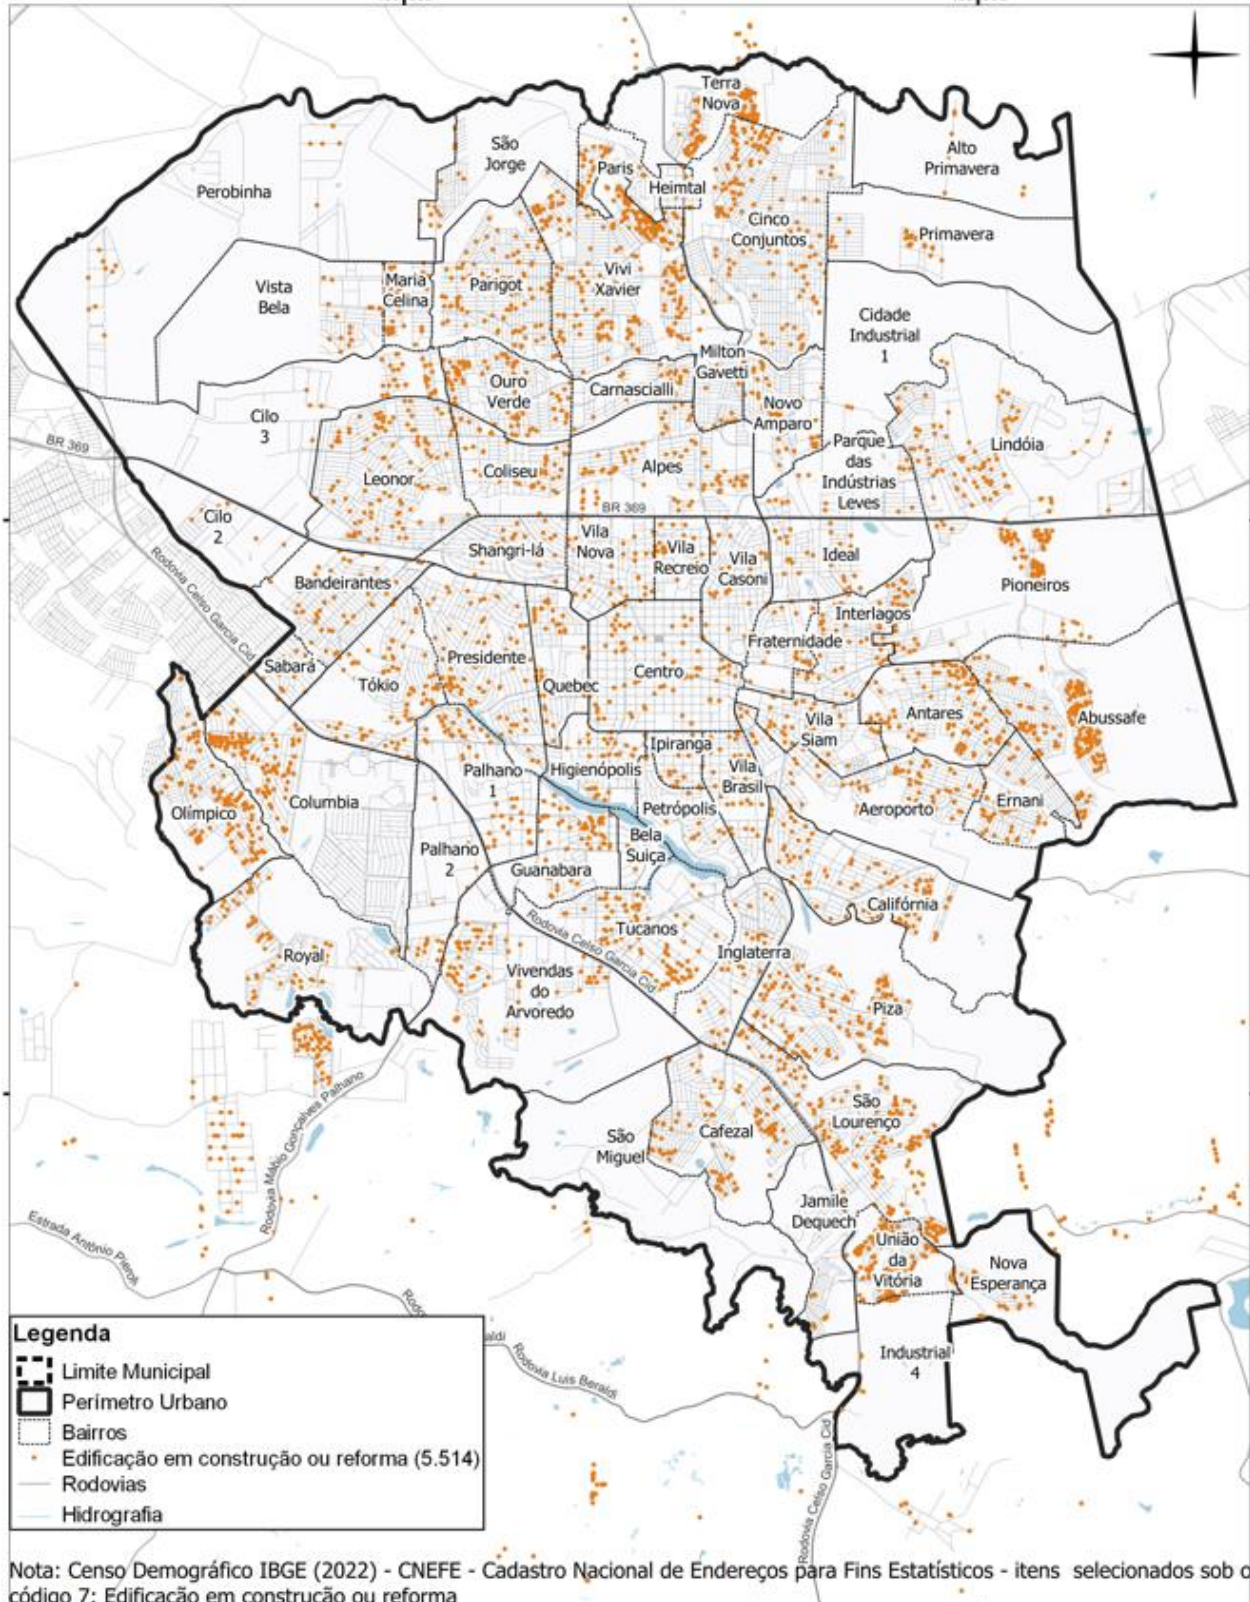 Terra
Nova
São
Jorge
Alto
Primavera
Paris
Heimtal
Perobinha
Cinco
Conjuntos
Primavera
Vivi
Xavier
Maria
Celina
Parigot
Vista
Bela
Cidade
Industrial
1
Milton
Gavetti
Ouro
Verde
Carnascialli
Novo
Amparo
Cilo
3
BR 369
Parque
das
Indústrias
Leves
Lindóia
Alpes
Coliseu
Leonor
BR 369
Cilo
2
Vila
Nova
Shangri-lá
Vila
Recreio
Vila
Casoni
Ideal
Rodovia Celso Garcia Cid
Bandeirantes
Pioneiros
Interlagos
Fraternidade
Presidente
Sabará
Centro
Tókio
Quebec
Vila
Siam
Antares
Abussafe
Ipiranga
Higienópolis
Palhano
1
Vila
Brasil
Columbia
Olímpico
Petrópolis
Aeroporto
Ernani
Bela
Suiça
Palhano
2
Guanabara
Califórnia
Tucanos
Rodovia Celso Garcia Cid
Inglaterra
Royal
Vivendas
do
Arvoredo
Piza
Rodovia Mábio Gonçalves Palhano
São
Lourenço
Cafezal
São
Miguel
Jamile
Dequech
Estrada Antônio Pieroli
União
da
Vitória
Nova
Esperança
Rodo
aldi
Rodovia Luis Beraldi
Industrial
4
Rodovia Celso Garcia Cid
Legenda
Limite Municipal
Perímetro Urbano
Bairros
Edificação em construção ou reforma (5.514)
Rodovias
Hidrografia
Nota: Censo Demográfico IBGE (2022) - CNEFE - Cadastro Nacional de Endereços para Fins Estatísticos - itens selecionados sob o
código 7: Edificação em construção ou reforma